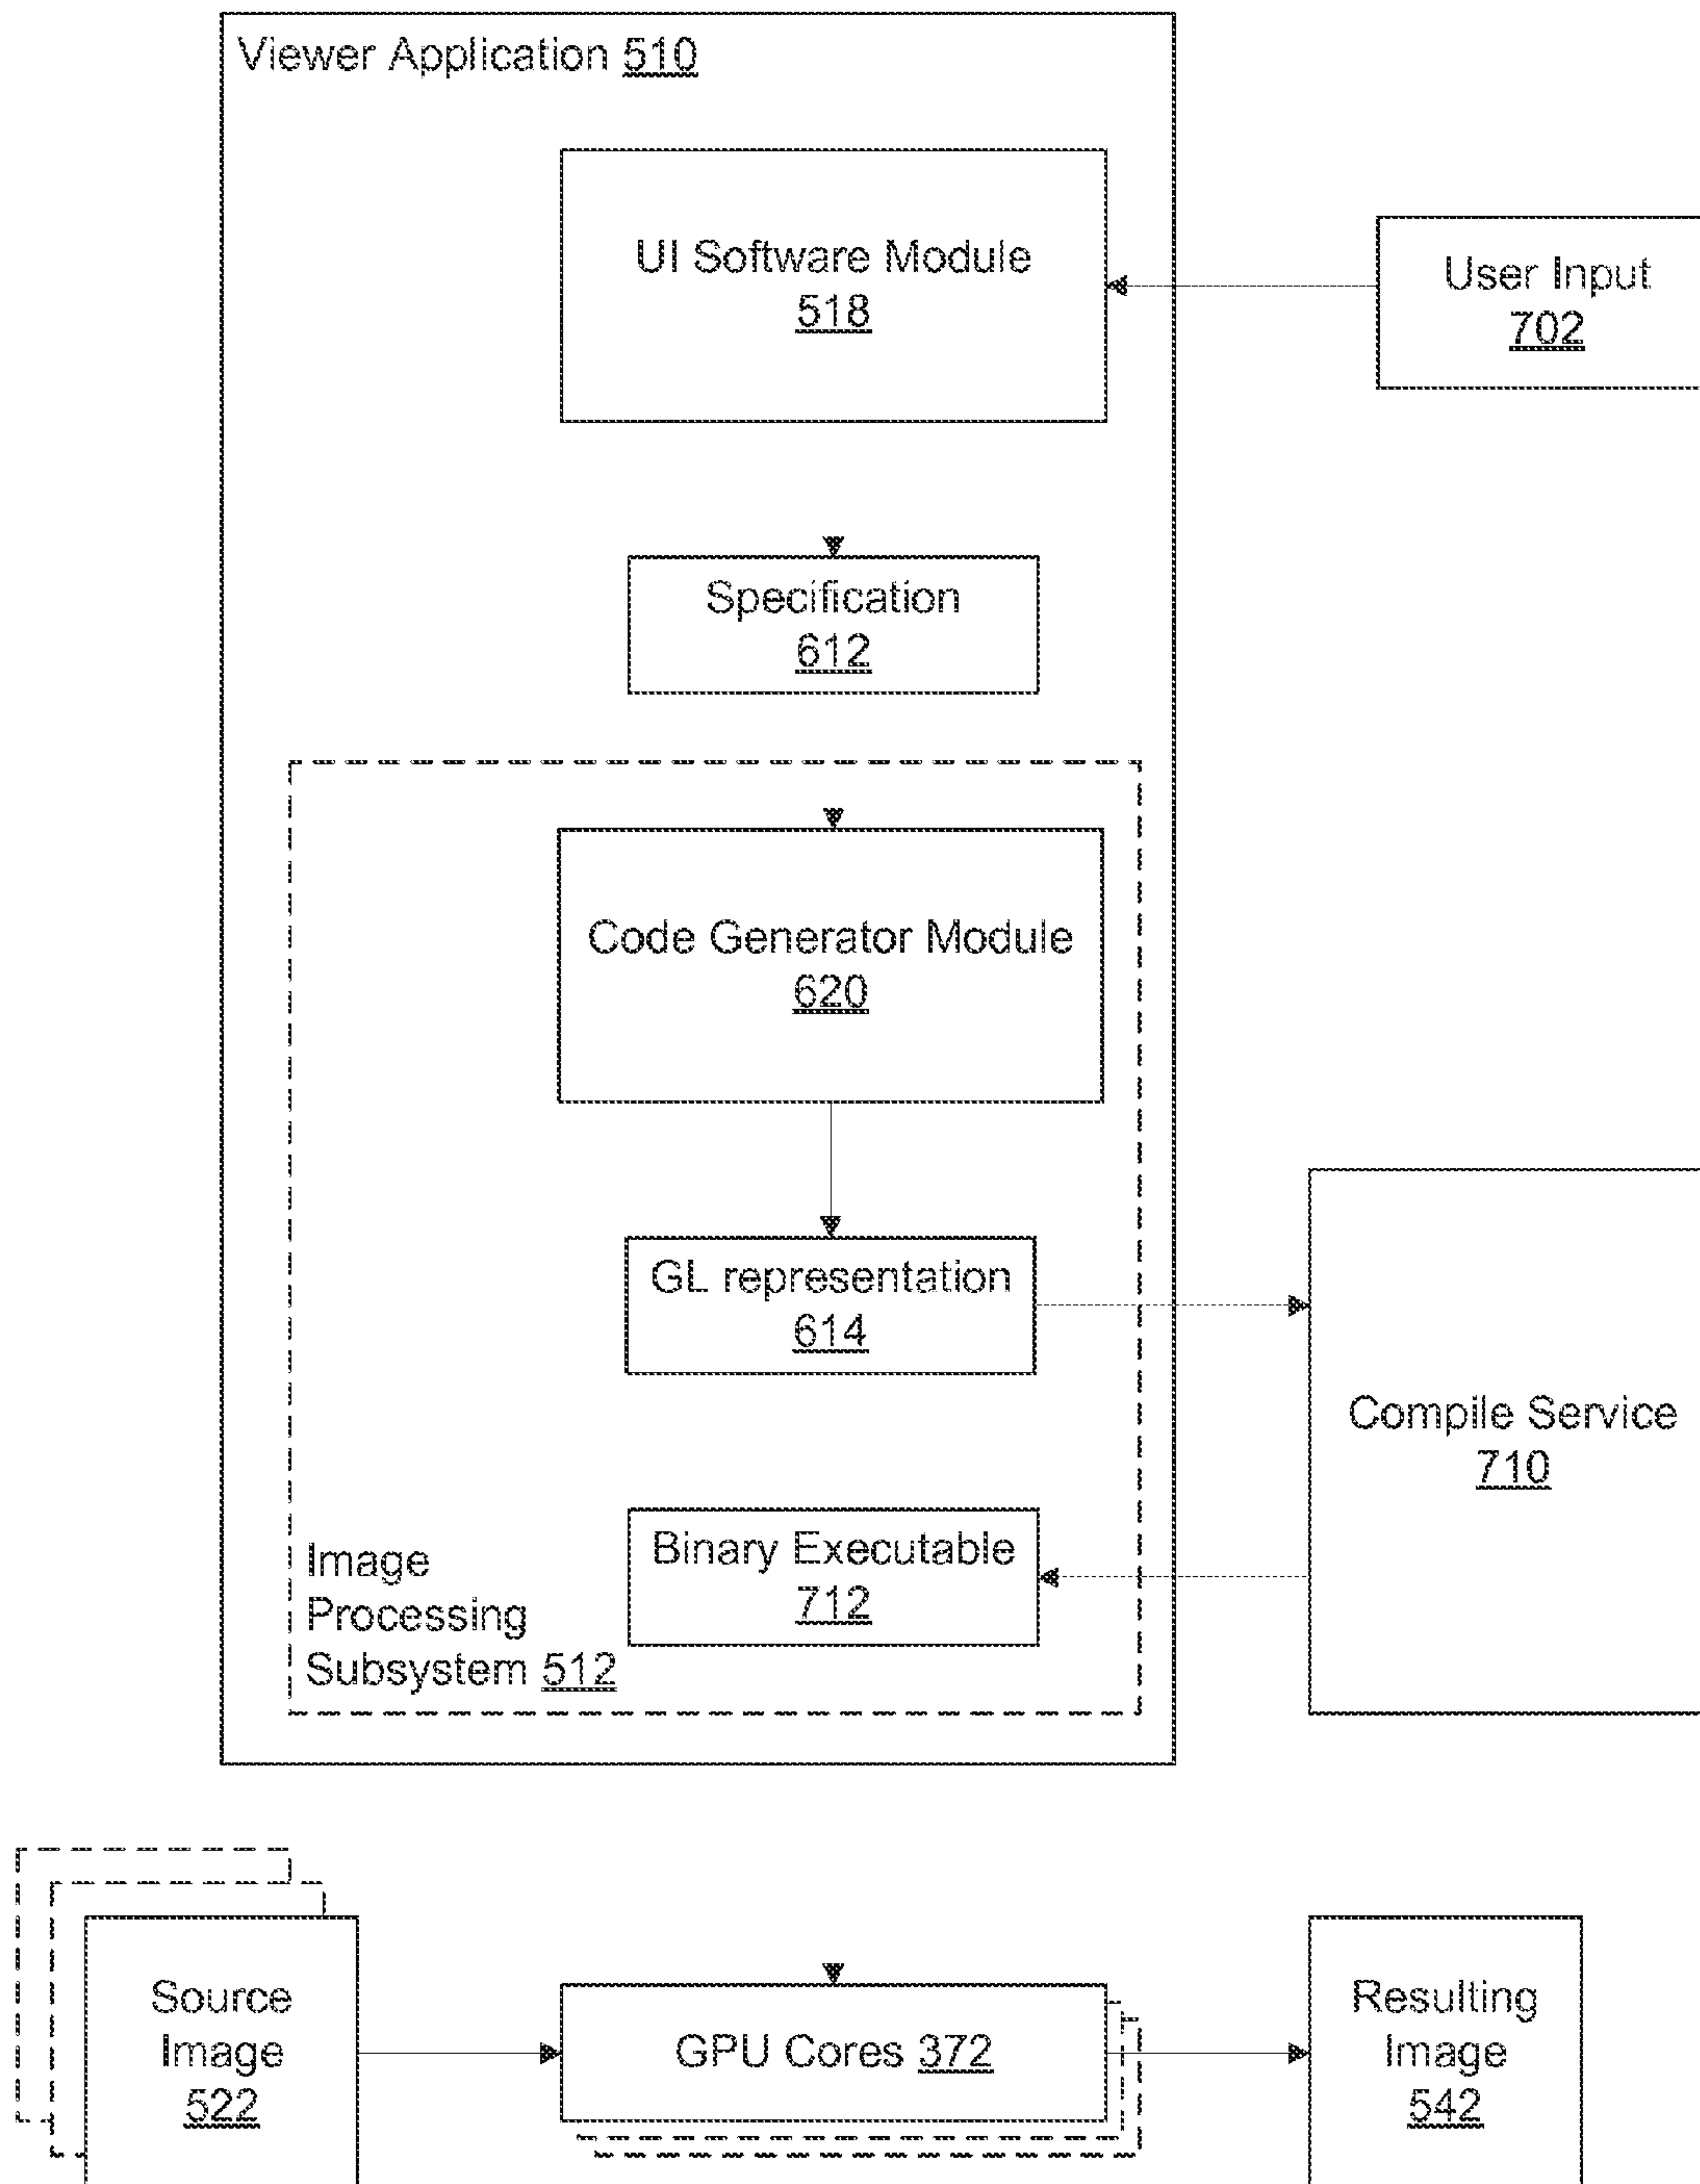 Viewer Application 510
UI Software Module
518
User Input
702
Specification
612
Code Generator Module
620
GL representation
614
Compile Service
710
Binary Executable
712
Image
Processing
Subsystem 512
Source
Image
522
GPU Cores 372
Resulting
Image
542